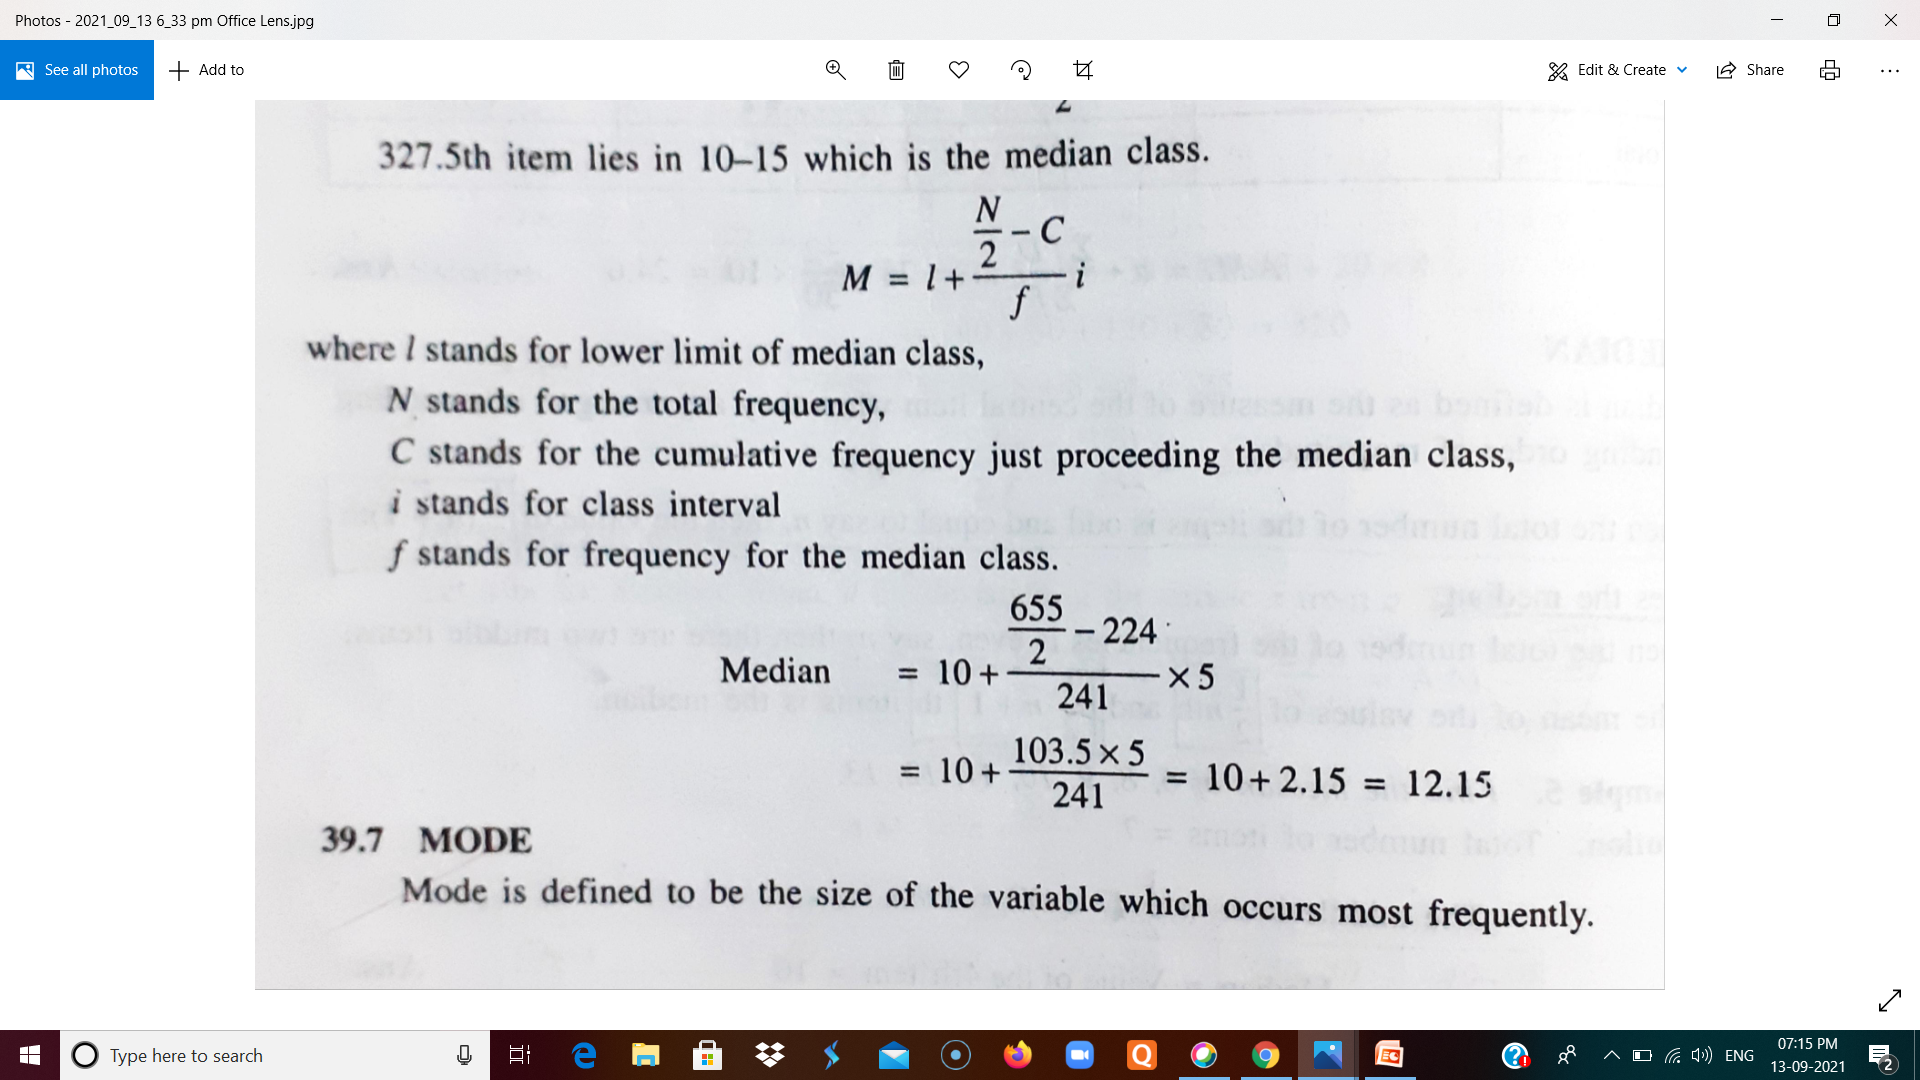 Photos - 2021_09_13 6_33 pm Office Lens.jpg
See all photos
Add to
Edit & Create
Share
327.5th item lies in 10–15 which is the median class.
M = l + (N/2 – C)/f i
where l stands for lower limit of median class,
N stands for the total frequency,
C stands for the cumulative frequency just proceeding the median class,
i stands for class interval
f stands for frequency for the median class.
Median = 10 + (655/2 – 224)/241 × 5
= 10 + (103.5 × 5)/241 = 10 + 2.15 = 12.15
39.7 MODE
Mode is defined to be the size of the variable which occurs most frequently.
Type here to search
ENG
07:15 PM
13-09-2021
2